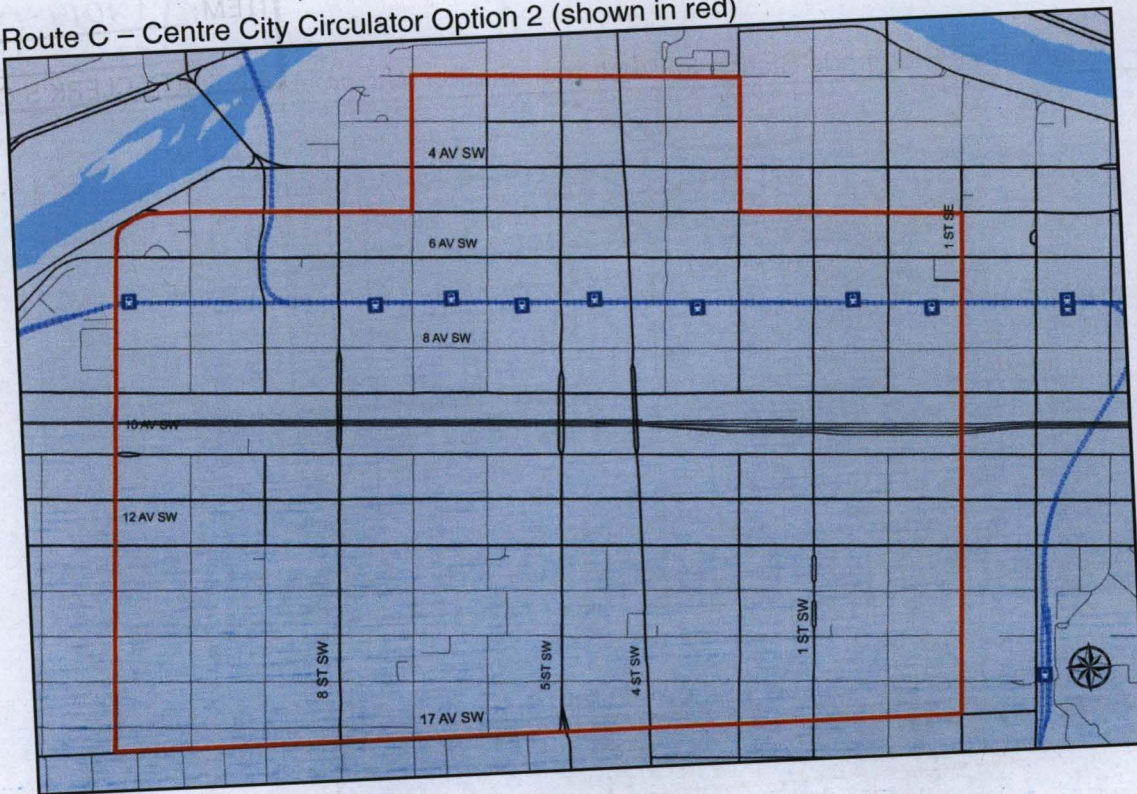 Route C – Centre City Circulator Option 2 (shown in red)
4 AV SW
1 ST SE
6 AV SW
8 AV SW
10 AV SW
12 AV SW
8 ST SW
5 ST SW
4 ST SW
1 ST SW
17 AV SW